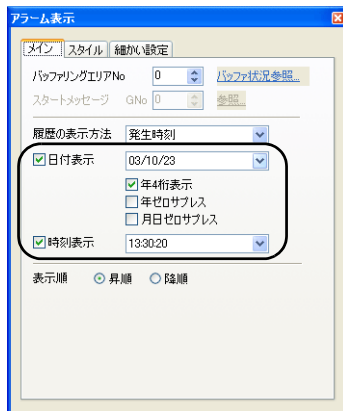 アラーム表示
メイン スタイル 細かい設定
バッファリングエリアNo 0 バッファ状況参照...
スタートメッセージ GNo 0 参照...
履歴の表示方法 発生時刻
日付表示 03/10/23
年4桁表示
年ゼロサプレス
月日ゼロサプレス
時刻表示 13:30:20
表示順 昇順 降順